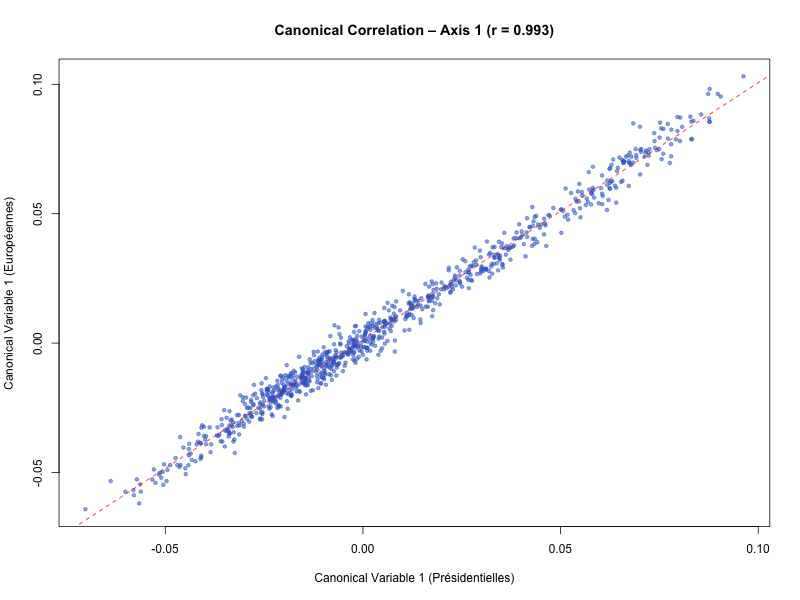 Canonical Correlation – Axis 1 (r = 0.993)
Canonical Variable 1 (Européennes)
0.10
0.05
0.00
-0.05
-0.05 0.00 0.05 0.10
Canonical Variable 1 (Présidentielles)